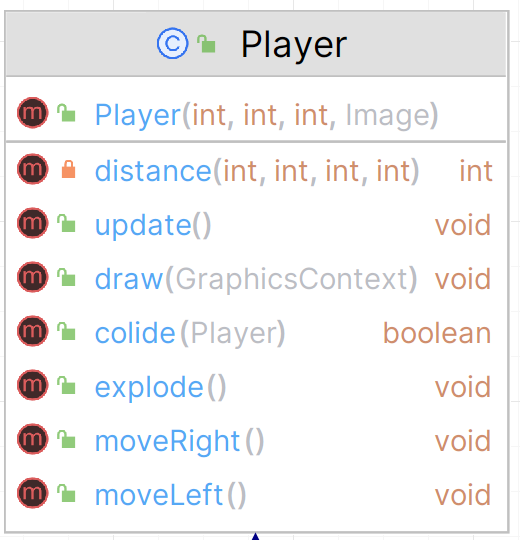 © Player
m Player(int, int, int, Image)
m distance(int, int, int, int) int
m update() void
m draw(GraphicsContext) void
m colide(Player) boolean
m explode() void
m moveRight() void
m moveLeft() void